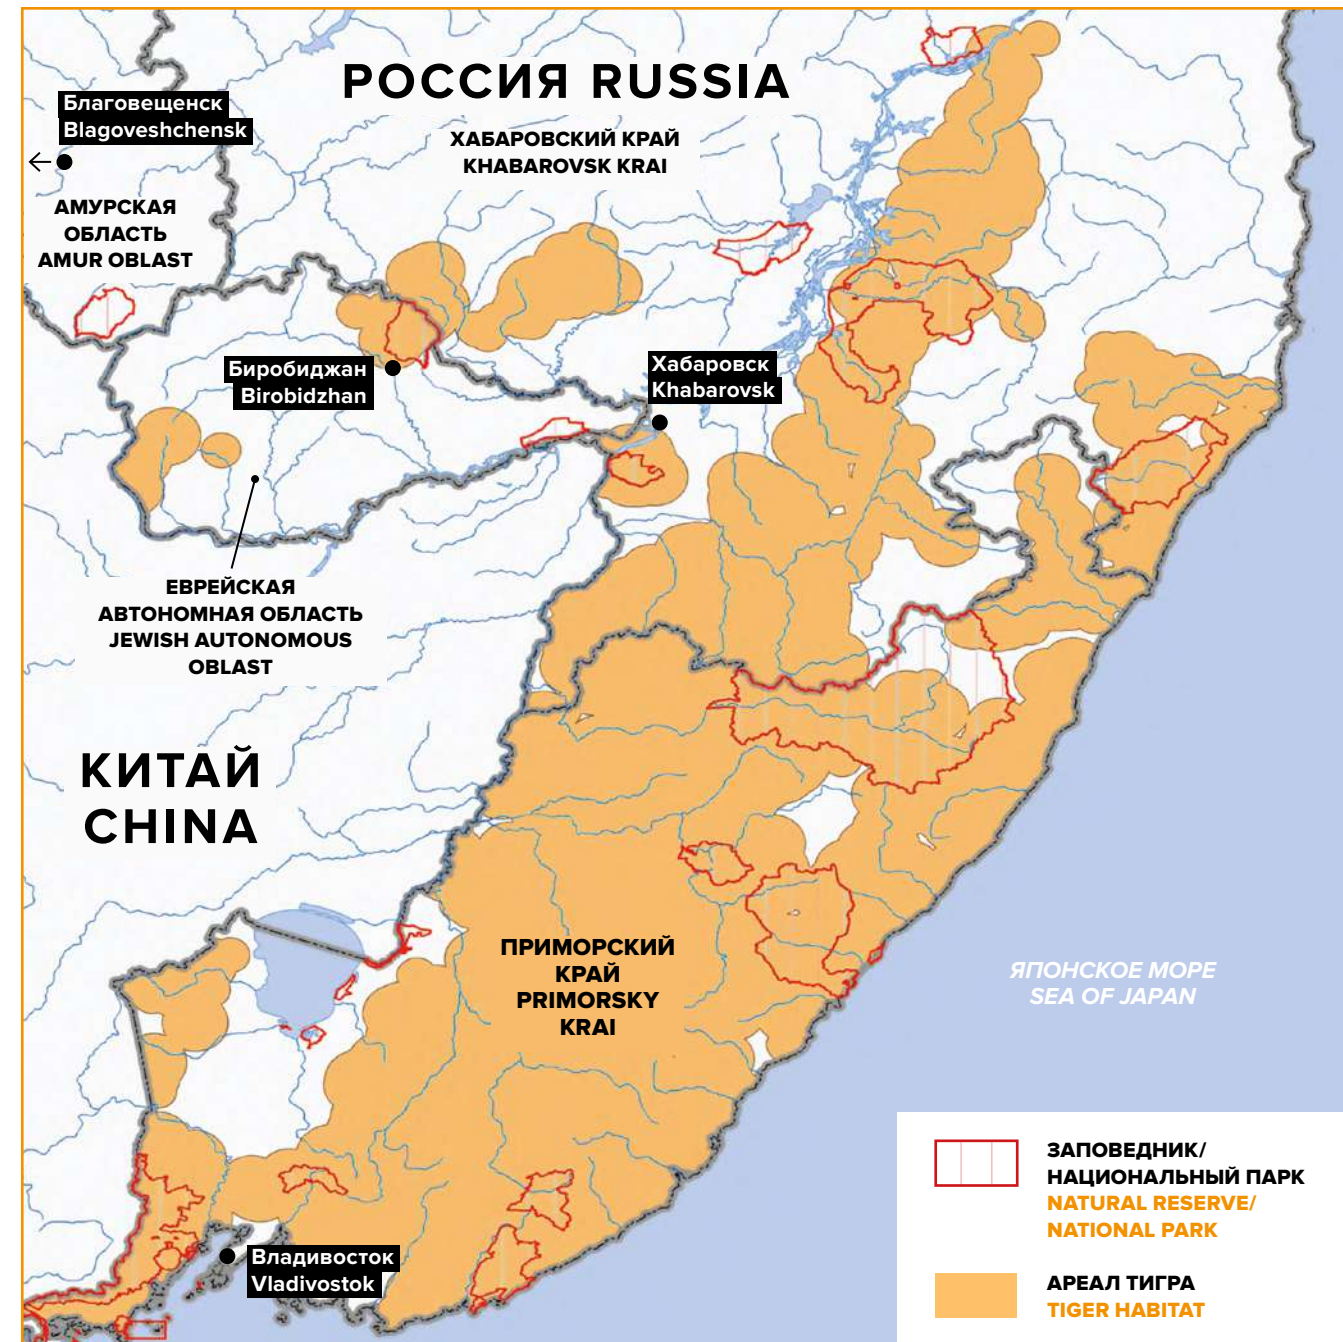 РОССИЯ RUSSIA
Благовещенск
Blagoveshchensk
ХАБАРОВСКИЙ КРАЙ
KHABAROVSK KRAI
АМУРСКАЯ
ОБЛАСТЬ
AMUR OBLAST
Биробиджан
Birobidzhan
Хабаровск
Khabarovsk
ЕВРЕЙСКАЯ
АВТОНОМНАЯ ОБЛАСТЬ
JEWISH AUTONOMOUS
OBLAST
КИТАЙ
CHINA
ПРИМОРСКИЙ
КРАЙ
PRIMORSKY
KRAI
ЯПОНСКОЕ МОРЕ
SEA OF JAPAN
Владивосток
Vladivostok
ЗАПОВЕДНИК/
НАЦИОНАЛЬНЫЙ ПАРК
NATURAL RESERVE/
NATIONAL PARK
АРЕАЛ ТИГРА
TIGER HABITAT